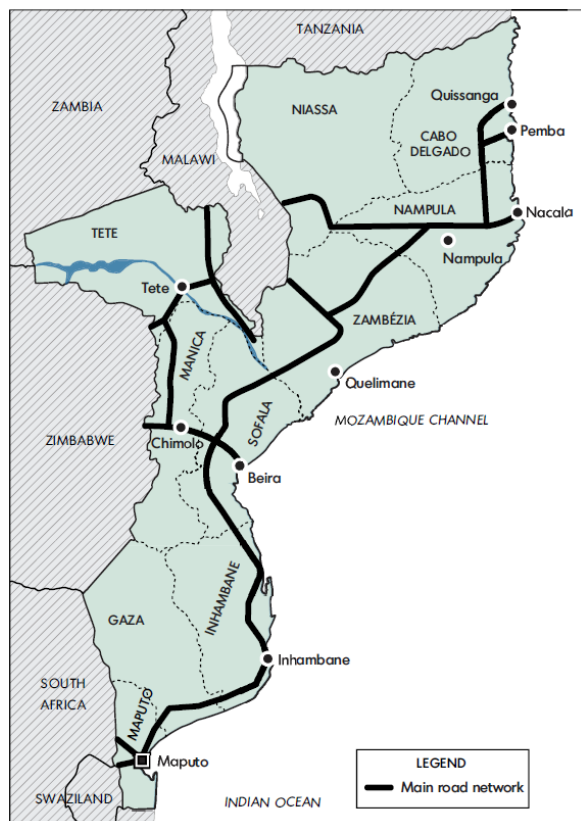 TANZANIA
ZAMBIA
NIASSA
Quissanga
CABO
DELGADO
Pemba
MALAWI
NAMPULA
Nacala
TETE
Nampula
Tete
ZAMBÉZIA
MANICA
Quelimane
SOFALA
MOZAMBIQUE CHANNEL
ZIMBABWE
Chimolo
Beira
INHAMBANE
GAZA
Inhambane
SOUTH
AFRICA
MAPUTO
Maputo
LEGEND
Main road network
SWAZILAND
INDIAN OCEAN